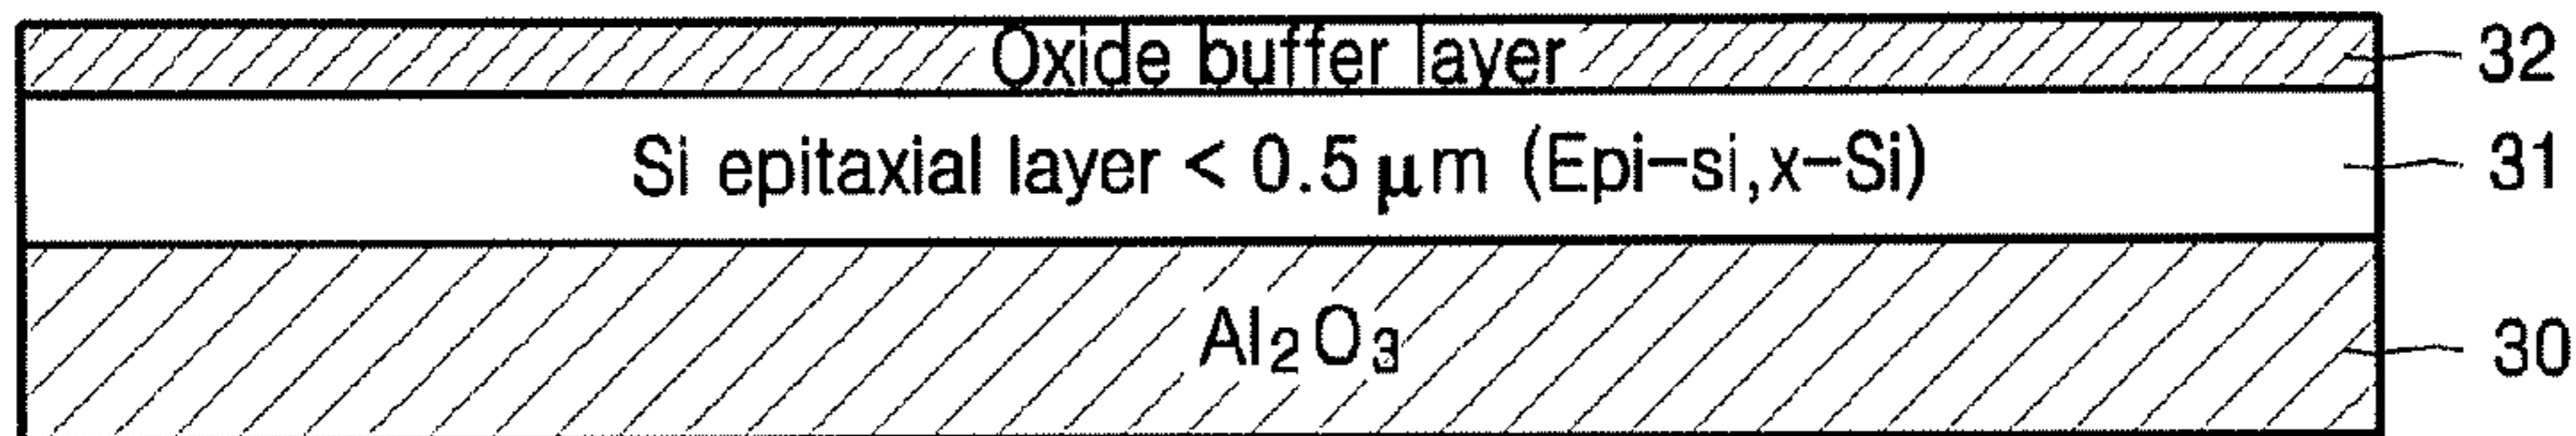 Oxide buffer layer 32
Si epitaxial layer < 0.5 μm (Epi-si,x-Si) 31
Al₂O₃ 30